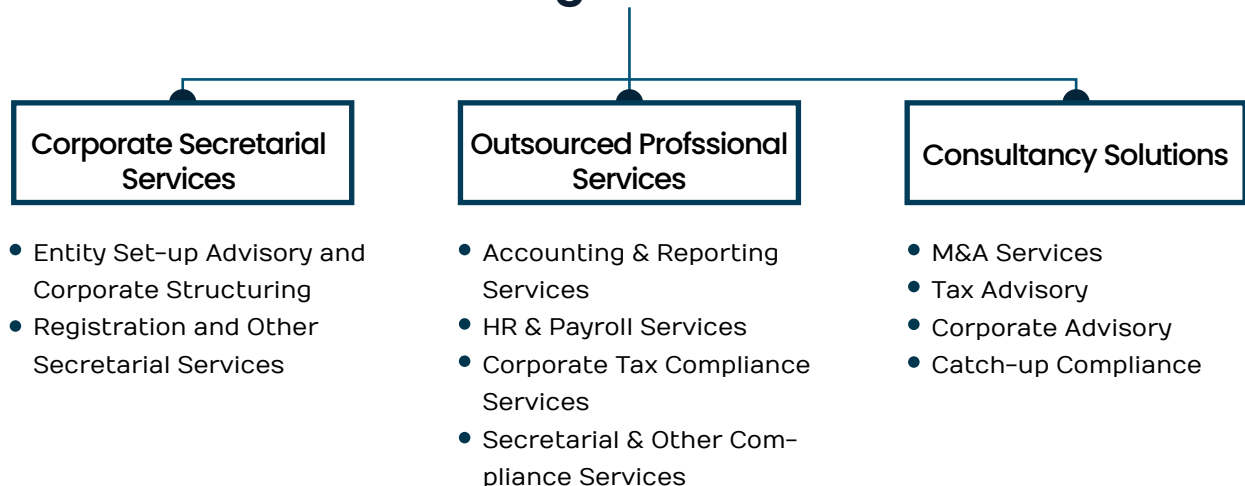 Corporate Secretarial
Services
Entity Set-up Advisory and
Corporate Structuring
Registration and Other
Secretarial Services
Outsourced Profssional
Services
Accounting & Reporting
Services
HR & Payroll Services
Corporate Tax Compliance
Services
Secretarial & Other Com-
pliance Services
Consultancy Solutions
M&A Services
Tax Advisory
Corporate Advisory
Catch-up Compliance